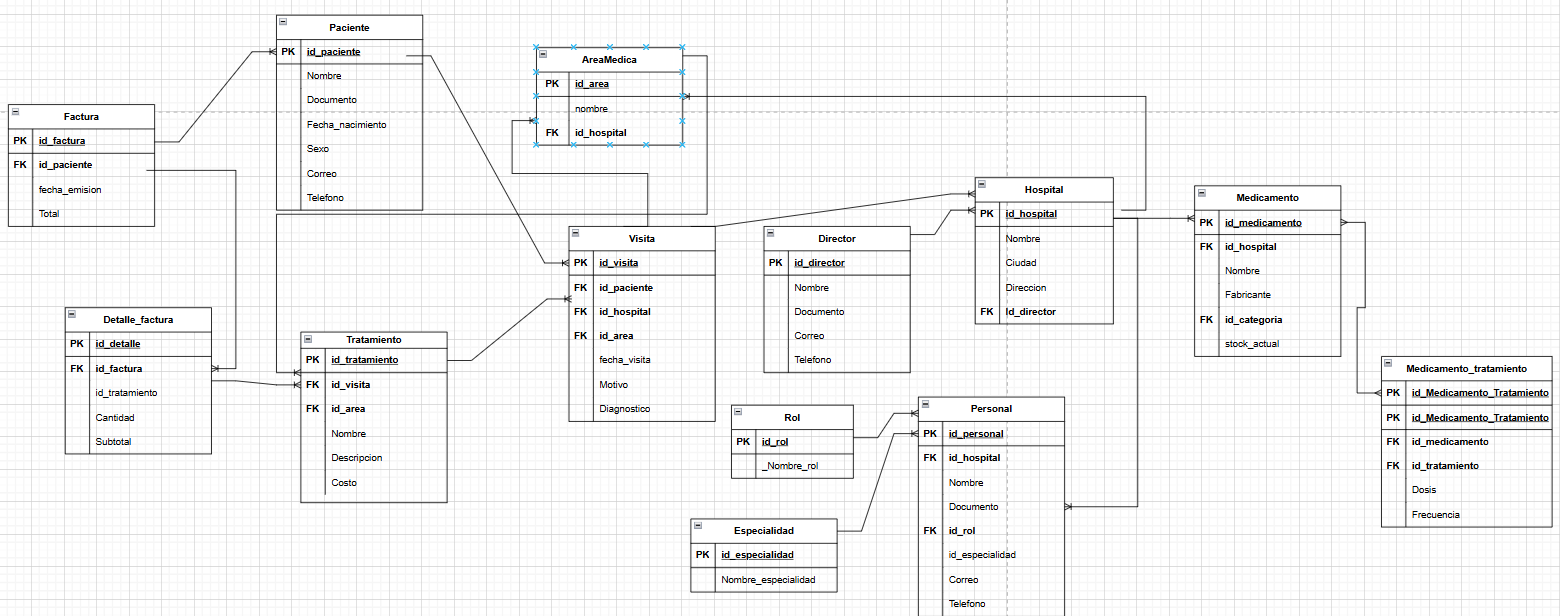 Paciente
PK id_paciente
Nombre
Documento
Fecha_nacimiento
Sexo
Correo
Telefono
AreaMedica
PK id_area
nombre
FK id_hospital
Factura
PK id_factura
FK id_paciente
fecha_emision
Total
Hospital
PK id_hospital
Nombre
Ciudad
Direccion
FK Id_director
Medicamento
PK id_medicamento
FK id_hospital
Nombre
Fabricante
FK id_categoria
stock_actual
Visita
PK id_visita
FK id_paciente
FK id_hospital
FK id_area
fecha_visita
Motivo
Diagnostico
Director
PK id_director
Nombre
Documento
Correo
Telefono
Detalle_factura
PK id_detalle
FK id_factura
id_tratamiento
Cantidad
Subtotal
Tratamiento
PK id_tratamiento
FK id_visita
FK id_area
Nombre
Descripcion
Costo
Medicamento_tratamiento
PK id_Medicamento_Tratamiento
PK id_Medicamento_Tratamiento
FK id_medicamento
FK id_tratamiento
Dosis
Frecuencia
Rol
PK id_rol
_Nombre_rol
Personal
PK id_personal
FK id_hospital
Nombre
Documento
FK id_rol
id_especialidad
Correo
Telefono
Especialidad
PK id_especialidad
Nombre_especialidad